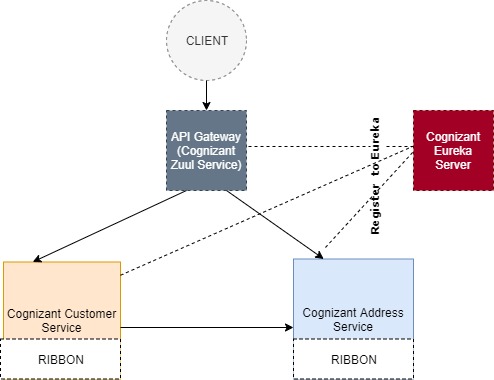 CLIENT
API Gateway
(Cognizant
Zuul Service)
Cognizant
Eureka
Server
Register to Eureka
Cognizant Customer
Service
RIBBON
Cognizant Address
Service
RIBBON